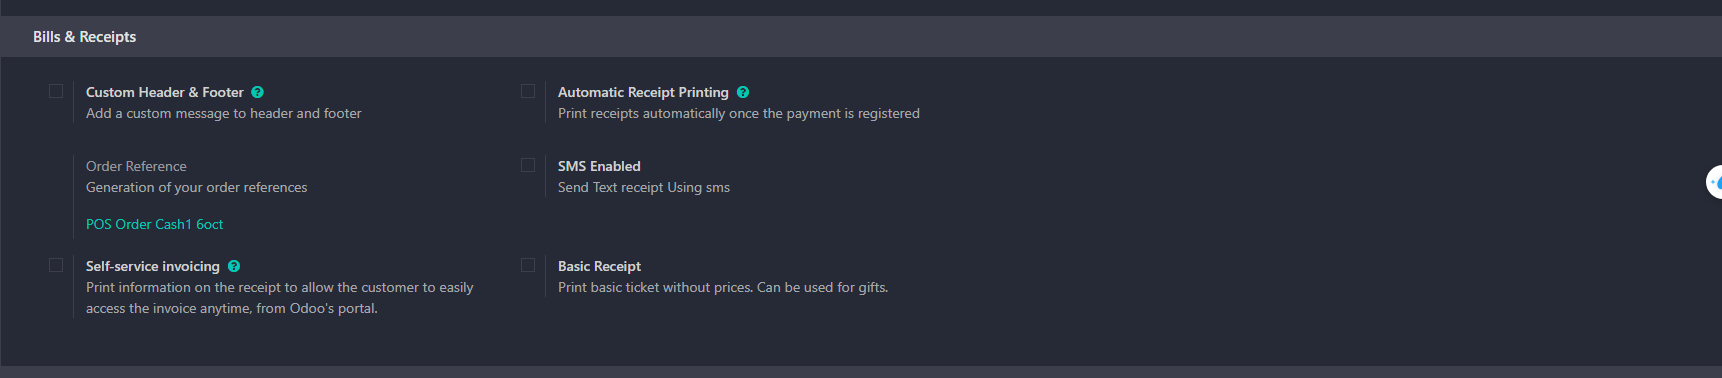 Bills & Receipts
Custom Header & Footer ?
Add a custom message to header and footer
Automatic Receipt Printing ?
Print receipts automatically once the payment is registered
Order Reference
Generation of your order references
POS Order Cash1 6oct
SMS Enabled
Send Text receipt Using sms
Self-service invoicing ?
Print information on the receipt to allow the customer to easily
access the invoice anytime, from Odoo's portal.
Basic Receipt
Print basic ticket without prices. Can be used for gifts.